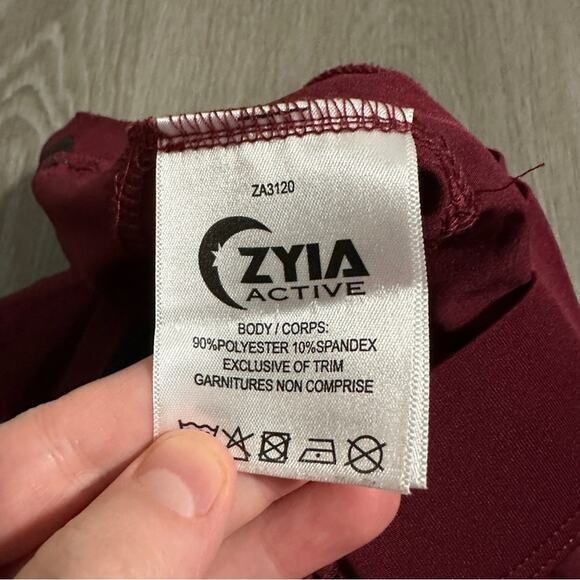 ZA3120
ZYIA
ACTIVE
BODY / CORPS:
90%POLYESTER 10%SPANDEX
EXCLUSIVE OF TRIM
GARNITURES NON COMPRISE